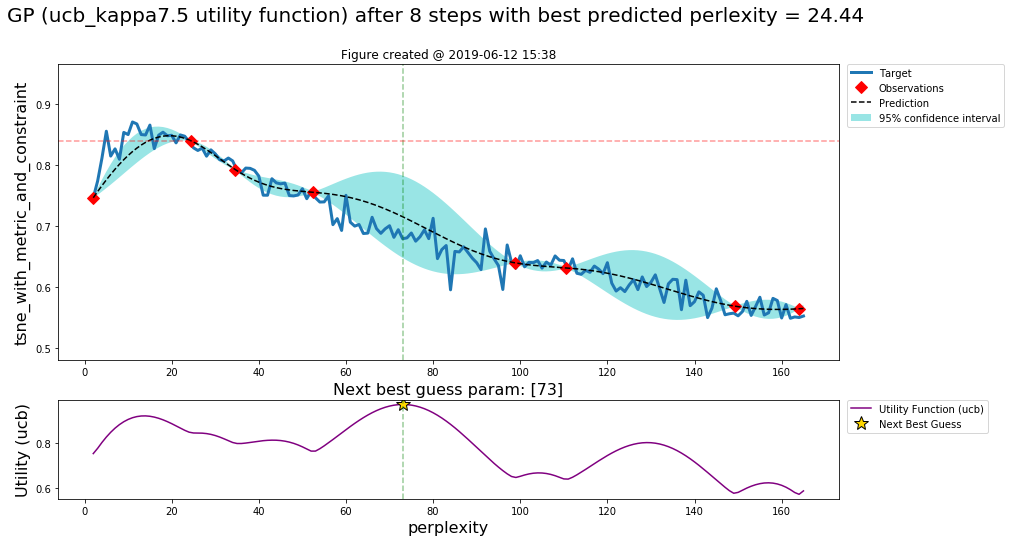 GP (ucb_kappa7.5 utility function) after 8 steps with best predicted perlexity = 24.44
Figure created @ 2019-06-12 15:38
tsne_with_metric_and_constraint
0.9
0.8
0.7
0.6
0.5
0 20 40 60 80 100 120 140 160
Target
Observations
Prediction
95% confidence interval
Next best guess param: [73]
Utility (ucb)
0.8
0.6
0 20 40 60 80 100 120 140 160
perplexity
Utility Function (ucb)
Next Best Guess